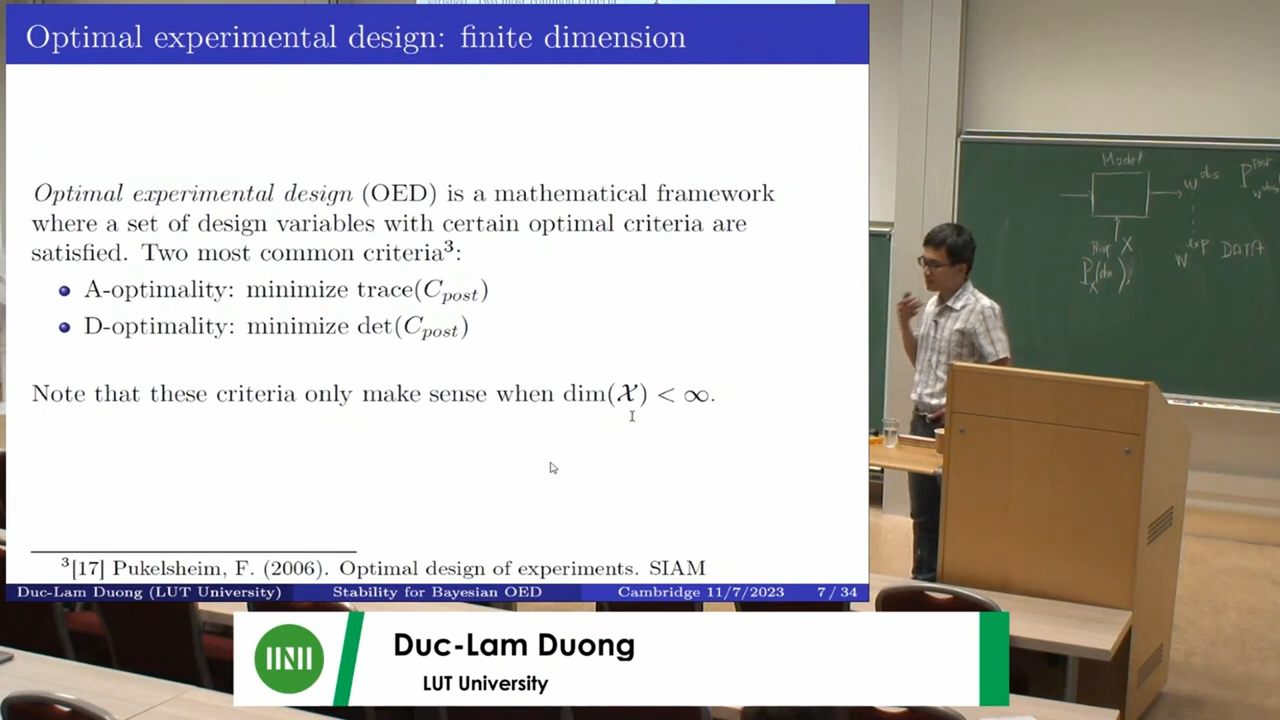 Optimal experimental design: finite dimension
Optimal experimental design (OED) is a mathematical framework
where a set of design variables with certain optimal criteria are
satisfied. Two most common criteria³:
A-optimality: minimize trace(C_post)
D-optimality: minimize det(C_post)
Note that these criteria only make sense when dim(𝒳) < ∞.
³[17] Pukelsheim, F. (2006). Optimal design of experiments. SIAM
Duc-Lam Duong (LUT University) Stability for Bayesian OED Cambridge 11/7/2023 7 / 34
Model
w^obs
X
w^exp DATA
Duc-Lam Duong
LUT University